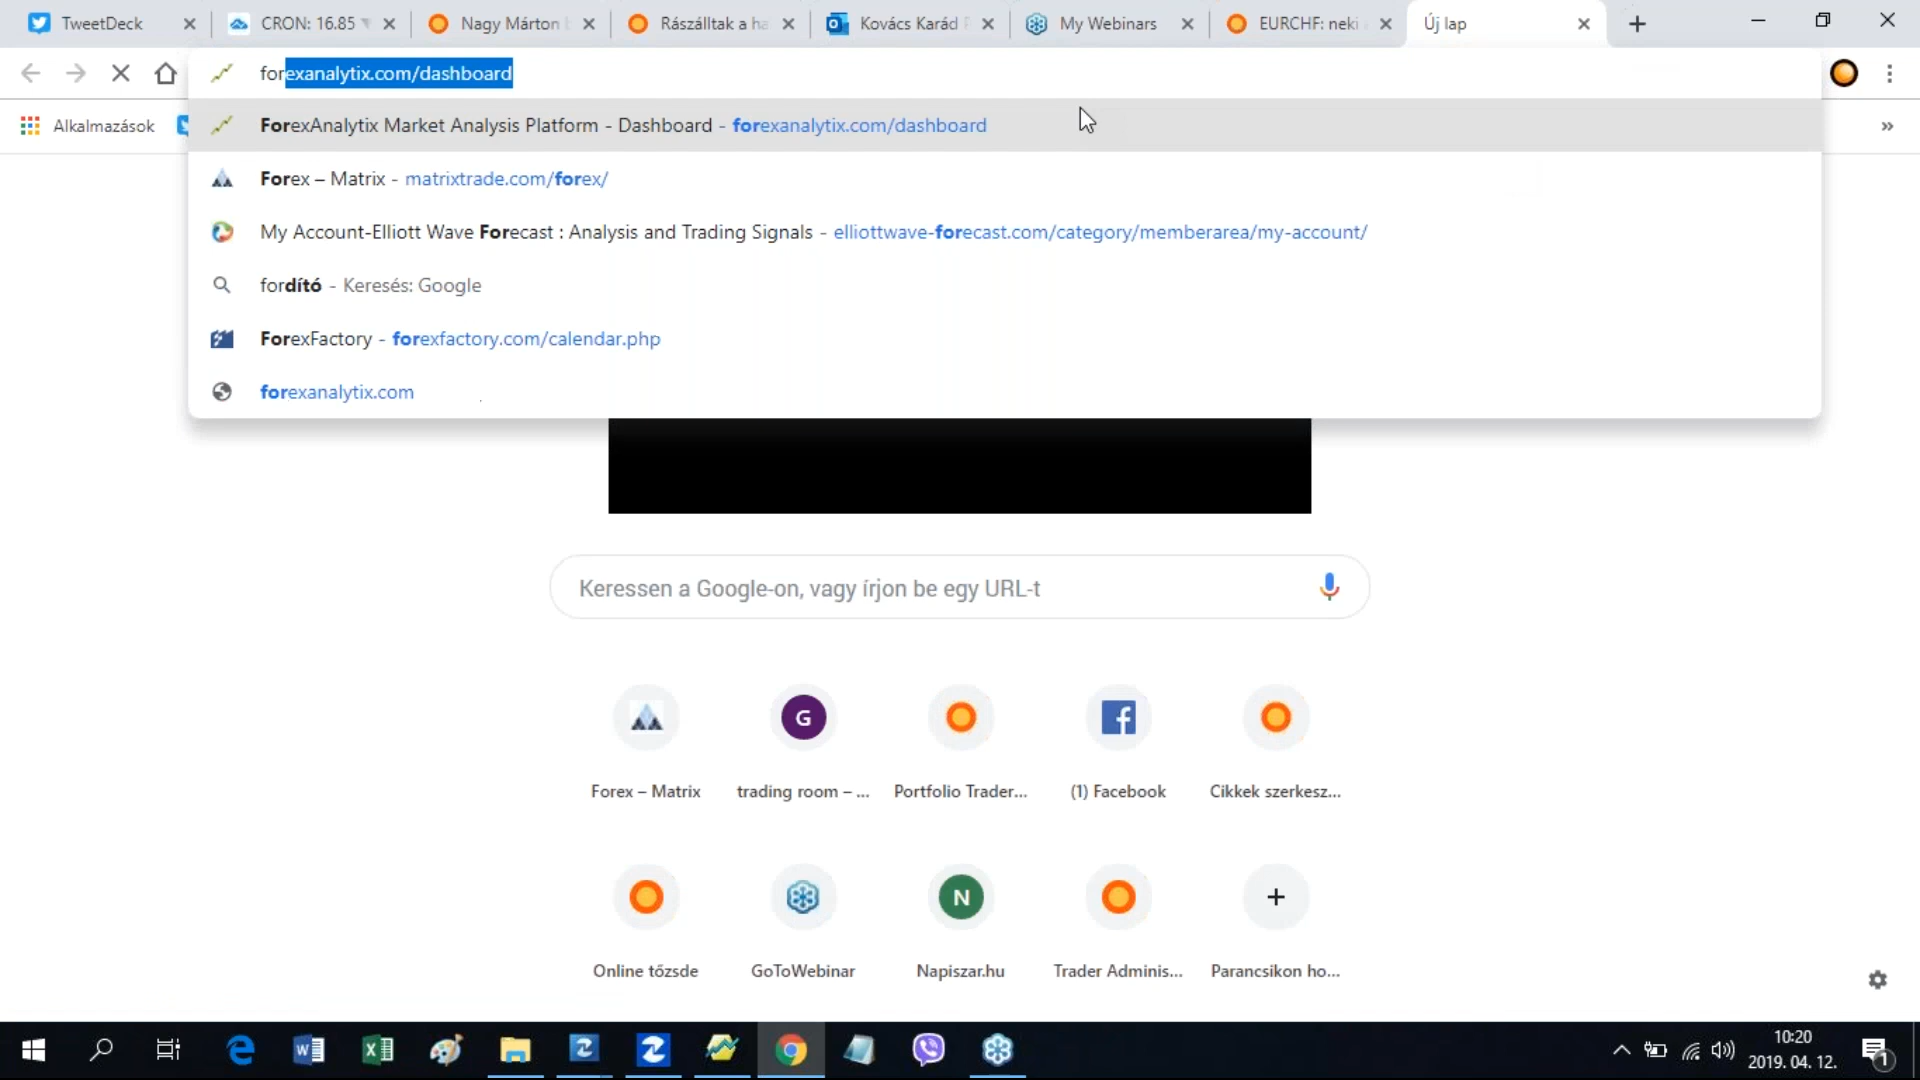 TweetDeck
CRON: 16.85 ▼
Nagy Márton
Rászálltak a ha
Kovács Karád
My Webinars
EURCHF: neki
Új lap
forexanalytix.com/dashboard
Alkalmazások
ForexAnalytix Market Analysis Platform - Dashboard - forexanalytix.com/dashboard
Forex – Matrix - matrixtrade.com/forex/
My Account-Elliott Wave Forecast : Analysis and Trading Signals - elliottwave-forecast.com/category/memberarea/my-account/
fordító - Keresés: Google
ForexFactory - forexfactory.com/calendar.php
forexanalytix.com
Keressen a Google-on, vagy írjon be egy URL-t
G
Forex – Matrix
trading room – ...
Portfolio Trader...
(1) Facebook
Cikkek szerkesz...
N
Online tőzsde
GoToWebinar
Napiszar.hu
Trader Adminis...
Parancsikon ho...
10:20
2019. 04. 12.
1